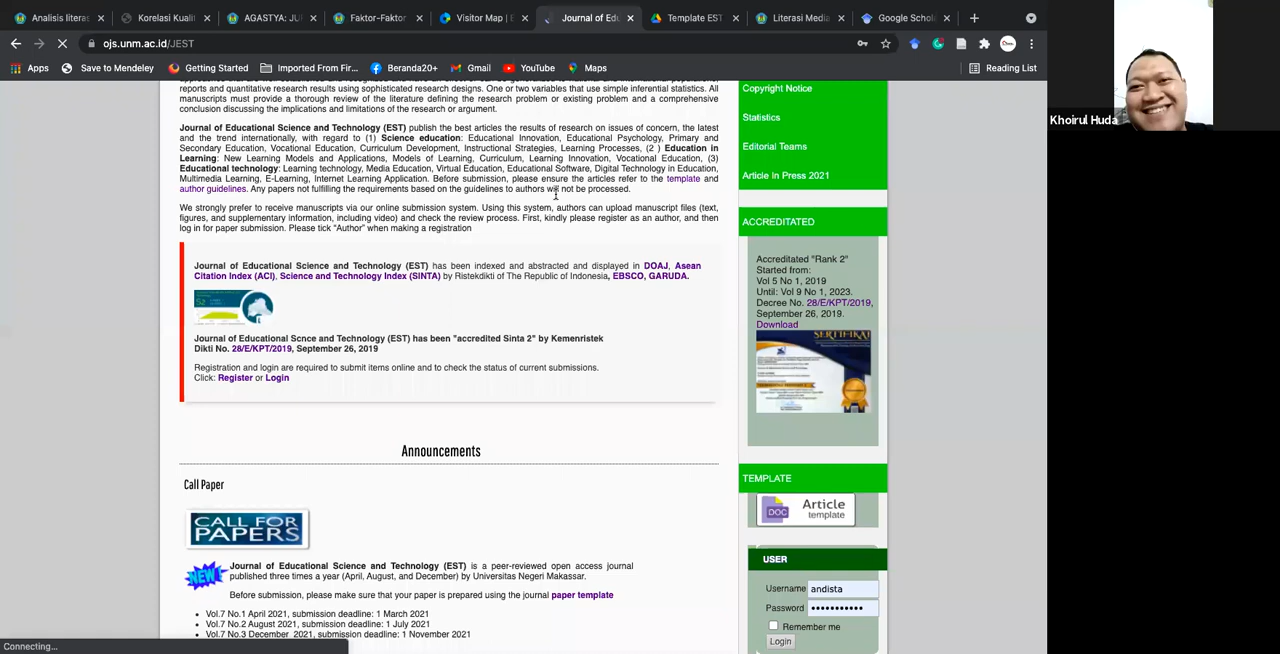 Analisis literas
Korelasi Kualit
AGASTYA: JUR
Faktor-Faktor
Visitor Map | E
Journal of Edu
Template EST
Literasi Media
Google Schol
ojs.unm.ac.id/JEST
Apps
Save to Mendeley
Getting Started
Imported From Fir...
Beranda20+
Gmail
YouTube
Maps
Reading List
reports and quantitative research results using sophisticated research designs. One or two variables that use simple inferential statistics. All
manuscripts must provide a thorough review of the literature defining the research problem or existing problem and a comprehensive
conclusion discussing the implications and limitations of the research or argument.
Journal of Educational Science and Technology (EST) publish the best articles the results of research on issues of concern, the latest
and the trend internationally, with regard to (1) Science education: Educational Innovation, Educational Psychology, Primary and
Secondary Education, Vocational Education, Curriculum Development, Instructional Strategies, Learning Processes, (2 ) Education in
Learning: New Learning Models and Applications, Models of Learning, Curriculum, Learning Innovation, Vocational Education, (3)
Educational technology: Learning technology, Media Education, Virtual Education, Educational Software, Digital Technology in Education,
Multimedia Learning, E-Learning, Internet Learning Application. Before submission, please ensure the articles refer to the template and
author guidelines. Any papers not fulfilling the requirements based on the guidelines to authors will not be processed.
We strongly prefer to receive manuscripts via our online submission system. Using this system, authors can upload manuscript files (text,
figures, and supplementary information, including video) and check the review process. First, kindly please register as an author, and then
log in for paper submission. Please tick “Author” when making a registration
Journal of Educational Science and Technology (EST) has been indexed and abstracted and displayed in DOAJ, Asean
Citation Index (ACI), Science and Technology Index (SINTA) by Ristekdikti of The Republic of Indonesia, EBSCO, GARUDA.
S2
Journal of Educational Scnce and Technology (EST) has been "accredited Sinta 2" by Kemenristek
Dikti No. 28/E/KPT/2019, September 26, 2019
Registration and login are required to submit items online and to check the status of current submissions.
Click: Register or Login
Announcements
Call Paper
CALL FOR
PAPERS
NEW
Journal of Educational Science and Technology (EST) is a peer-reviewed open access journal
published three times a year (April, August, and December) by Universitas Negeri Makassar.
Before submission, please make sure that your paper is prepared using the journal paper template
• Vol.7 No.1 April 2021, submission deadline: 1 March 2021
• Vol.7 No.2 August 2021, submission deadline: 1 July 2021
• Vol.7 No.3 December 2021, submission deadline: 1 November 2021
Connecting...
Copyright Notice
Statistics
Editorial Teams
Article In Press 2021
ACCREDITATED
Accreditated "Rank 2"
Started from:
Vol 5 No 1, 2019
Until: Vol 9 No 1, 2023.
Decree No. 28/E/KPT/2019,
September 26, 2019.
Download
SERTIFIKAT
TEMPLATE
DOC
Article
template
USER
Username andista
Password •••••••••••
Remember me
Login
Khoirul Huda